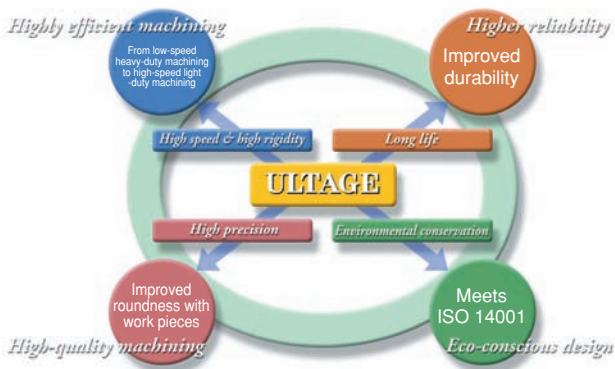 Highly efficient machining
Higher reliability
From low-speed
heavy-duty machining
to high-speed light
-duty machining
Improved
durability
High speed & high rigidity
Long life
ULTAGE
High precision
Environmental conservation
Improved
roundness with
work pieces
Meets
ISO 14001
High-quality machining
Eco-conscious design